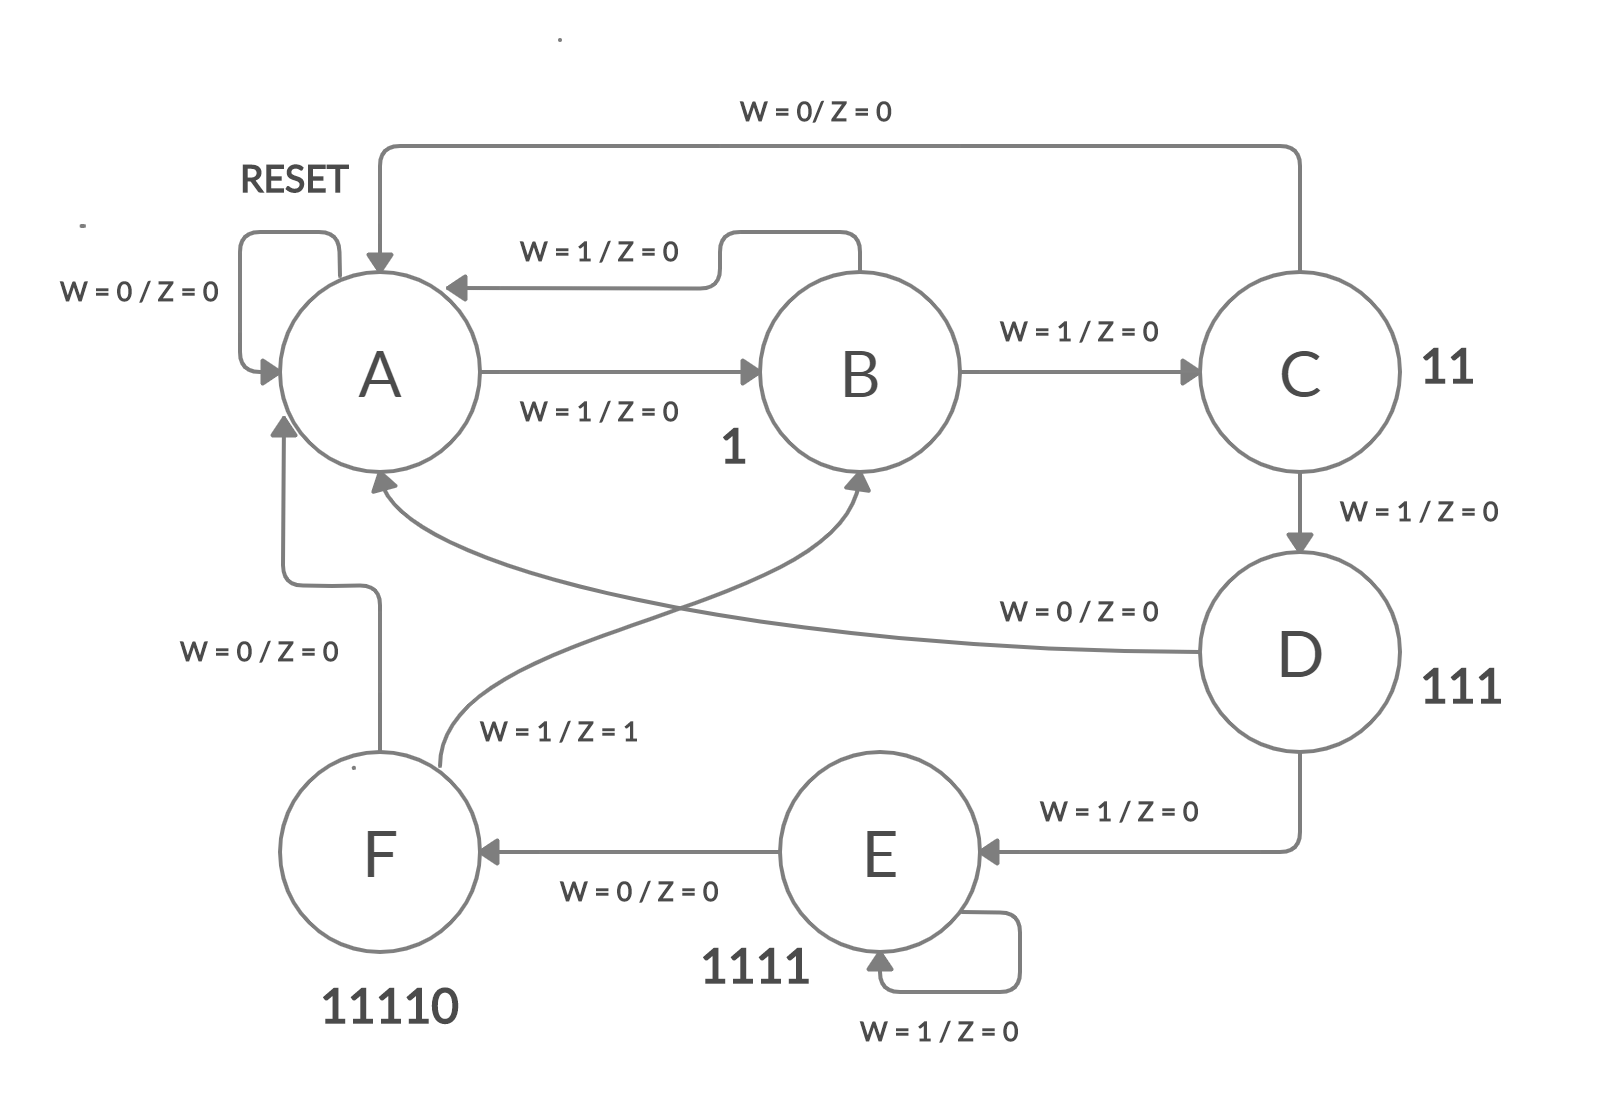 W = 0/ Z = 0
RESET
W = 1 / Z = 0
W = 0 / Z = 0
W = 1 / Z = 0
A
B
C
11
W = 1 / Z = 0
1
W = 1 / Z = 0
W = 0 / Z = 0
W = 0 / Z = 0
D
111
W = 1 / Z = 1
W = 1 / Z = 0
F
E
W = 0 / Z = 0
1111
11110
W = 1 / Z = 0